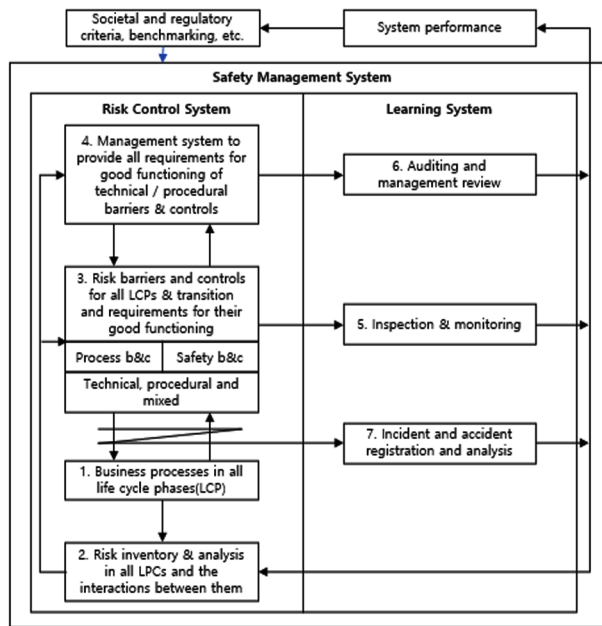 Societal and regulatory
criteria, benchmarking, etc.
System performance
Safety Management System
Risk Control System
Learning System
4. Management system to
provide all requirements for
good functioning of
technical / procedural
barriers & controls
6. Auditing and
management review
3. Risk barriers and controls
for all LCPs & transition
and requirements for their
good functioning
Process b&c
Safety b&c
Technical, procedural and
mixed
5. Inspection & monitoring
7. Incident and accident
registration and analysis
1. Business processes in all
life cycle phases(LCP)
2. Risk inventory & analysis
in all LPCs and the
interactions between them